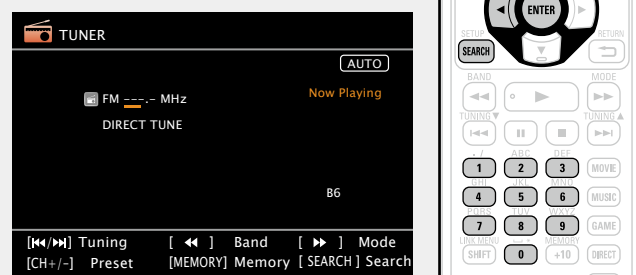 TUNER
AUTO
FM ---.- MHz
Now Playing
DIRECT TUNE
B6
[⏮/⏭] Tuning [ ◀◀ ] Band [ ▶▶ ] Mode
[CH+/-] Preset [MEMORY] Memory [ SEARCH ] Search
ENTER
SETUP RETURN
SEARCH
BAND MODE
TUNING▼ TUNING▲
. / ABC DEF
1 2 3 MOVIE
GHI JKL MNO
4 5 6 MUSIC
PQRS TUV WXYZ
7 8 9 GAME
LINK MENU MEMORY
SHIFT 0 +10 DIRECT